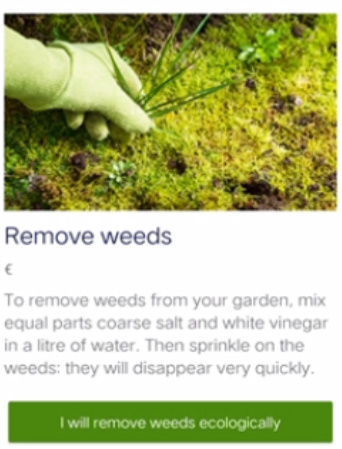 Remove weeds
€
To remove weeds from your garden, mix
equal parts coarse salt and white vinegar
in a litre of water. Then sprinkle on the
weeds: they will disappear very quickly.
I will remove weeds ecologically